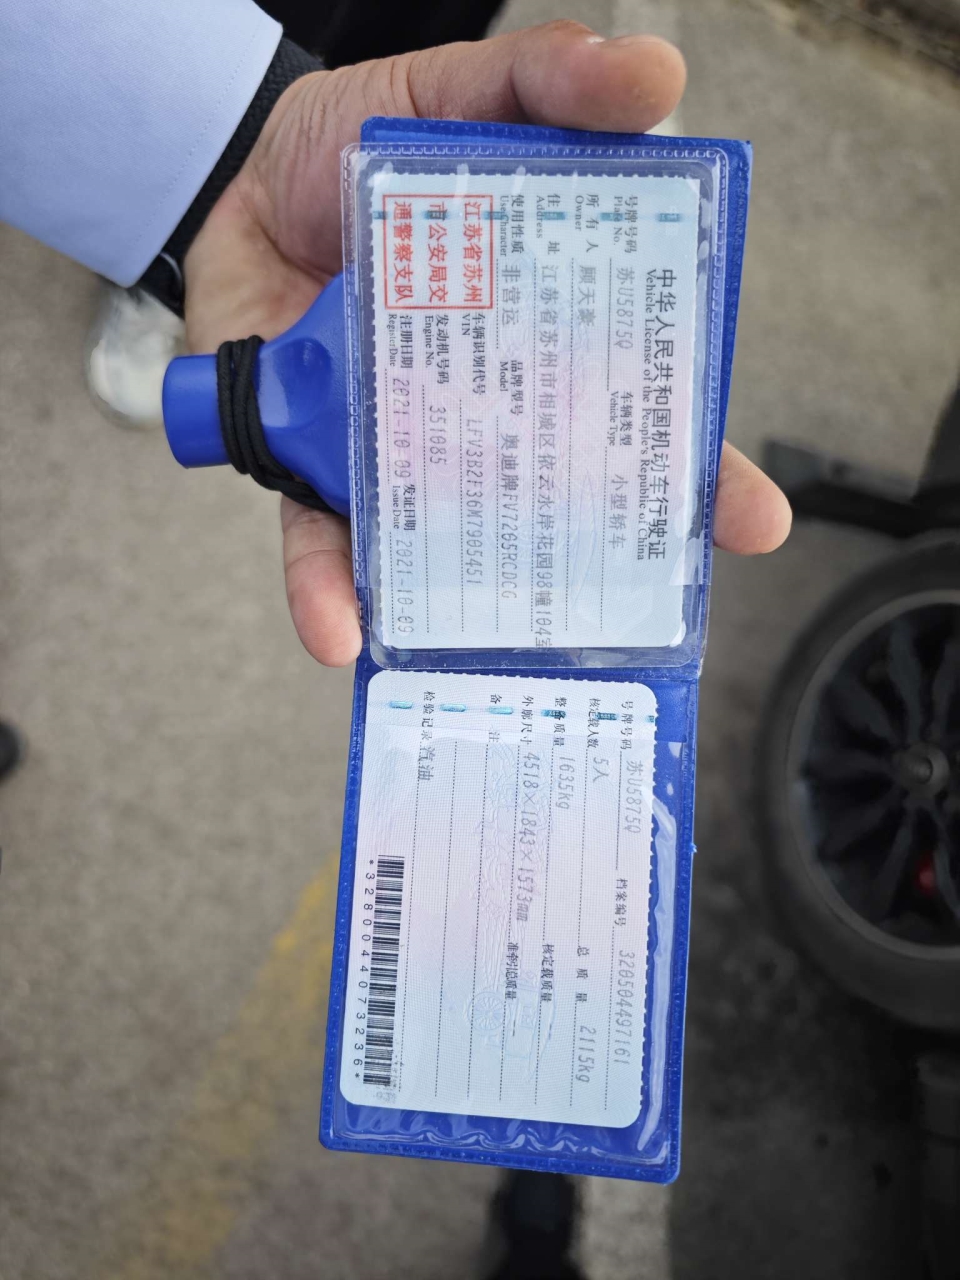 中华人民共和国机动车行驶证
Vehicle License of the People's Republic of China
号牌号码 苏U5875Q 车辆类型 小型轿车
Plate No. Vehicle Type
所有人 顾天豪
Owner
住址 江苏省苏州市相城区依云水岸花园98幢104室
Address
使用性质 非营运 品牌型号 奥迪牌FV7205RCDCG
Use Character Model
江苏省苏州
市公安局交
通警察支队
车辆识别代号 LFV3B2F36M7905451
VIN
发动机号码 351085
Engine No.
注册日期 2021-10-09 发证日期 2021-10-09
Register Date Issue Date
号牌号码 苏U5875Q 档案编号 320504497161
核定载人数 5人 总质量 2115kg
整备质量 1635kg 核定载质量
外廓尺寸 4518×1843×1573mm 准牵引总质量
备注
检验记录 汽油
*3280044073236*